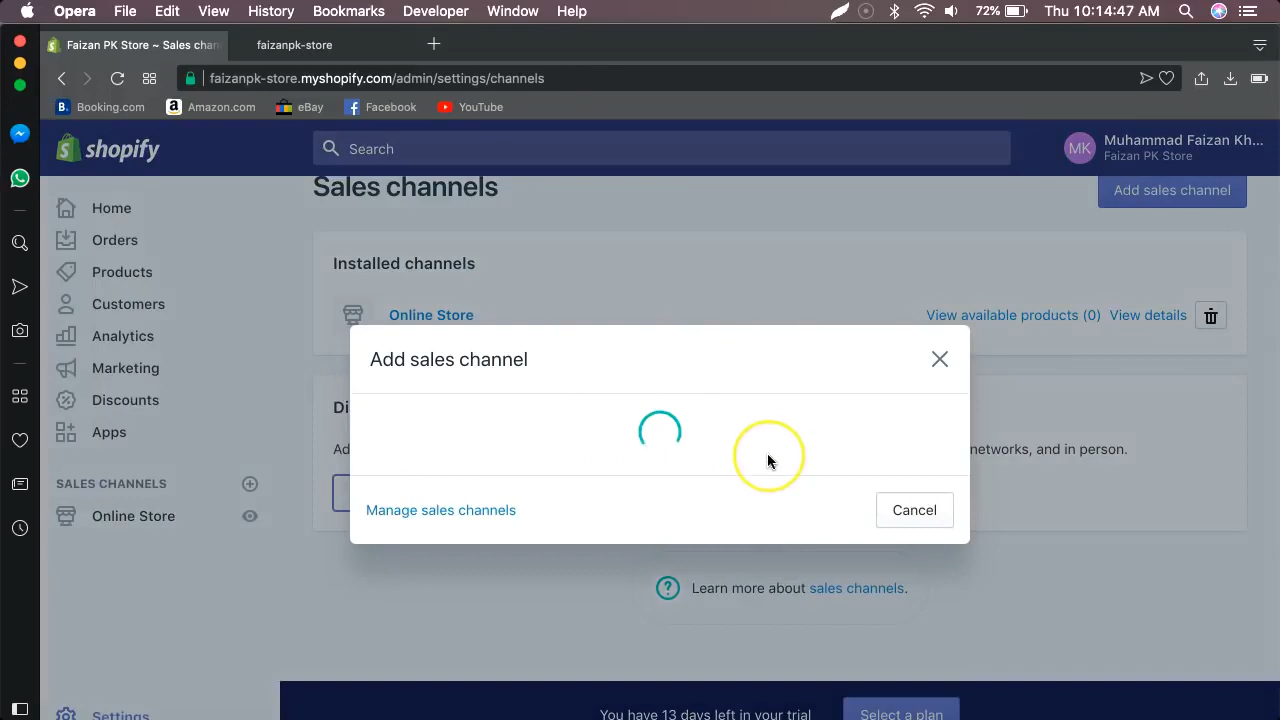 Opera File Edit View History Bookmarks Developer Window Help 72% Thu 10:14:47 AM
Faizan PK Store ~ Sales chan faizanpk-store
faizanpk-store.myshopify.com/admin/settings/channels
B. Booking.com a Amazon.com eBay Facebook YouTube
shopify Search MK Muhammad Faizan Kh...
Faizan PK Store
Sales channels Add sales channel
Home
Orders
Products
Customers
Analytics
Marketing
Discounts
Apps
SALES CHANNELS
Online Store
Settings
Installed channels
Online Store View available products (0) View details
Di
Ad networks, and in person.
Add sales channel
Manage sales channels Cancel
? Learn more about sales channels.
You have 13 days left in your trial Select a plan